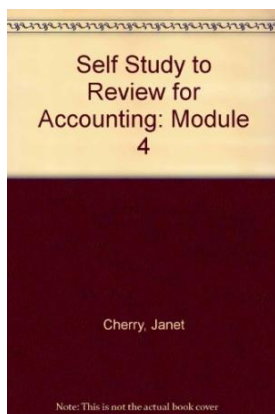 Self Study to
Review for
Accounting: Module
4
Cherry, Janet
Note: This is not the actual book cover